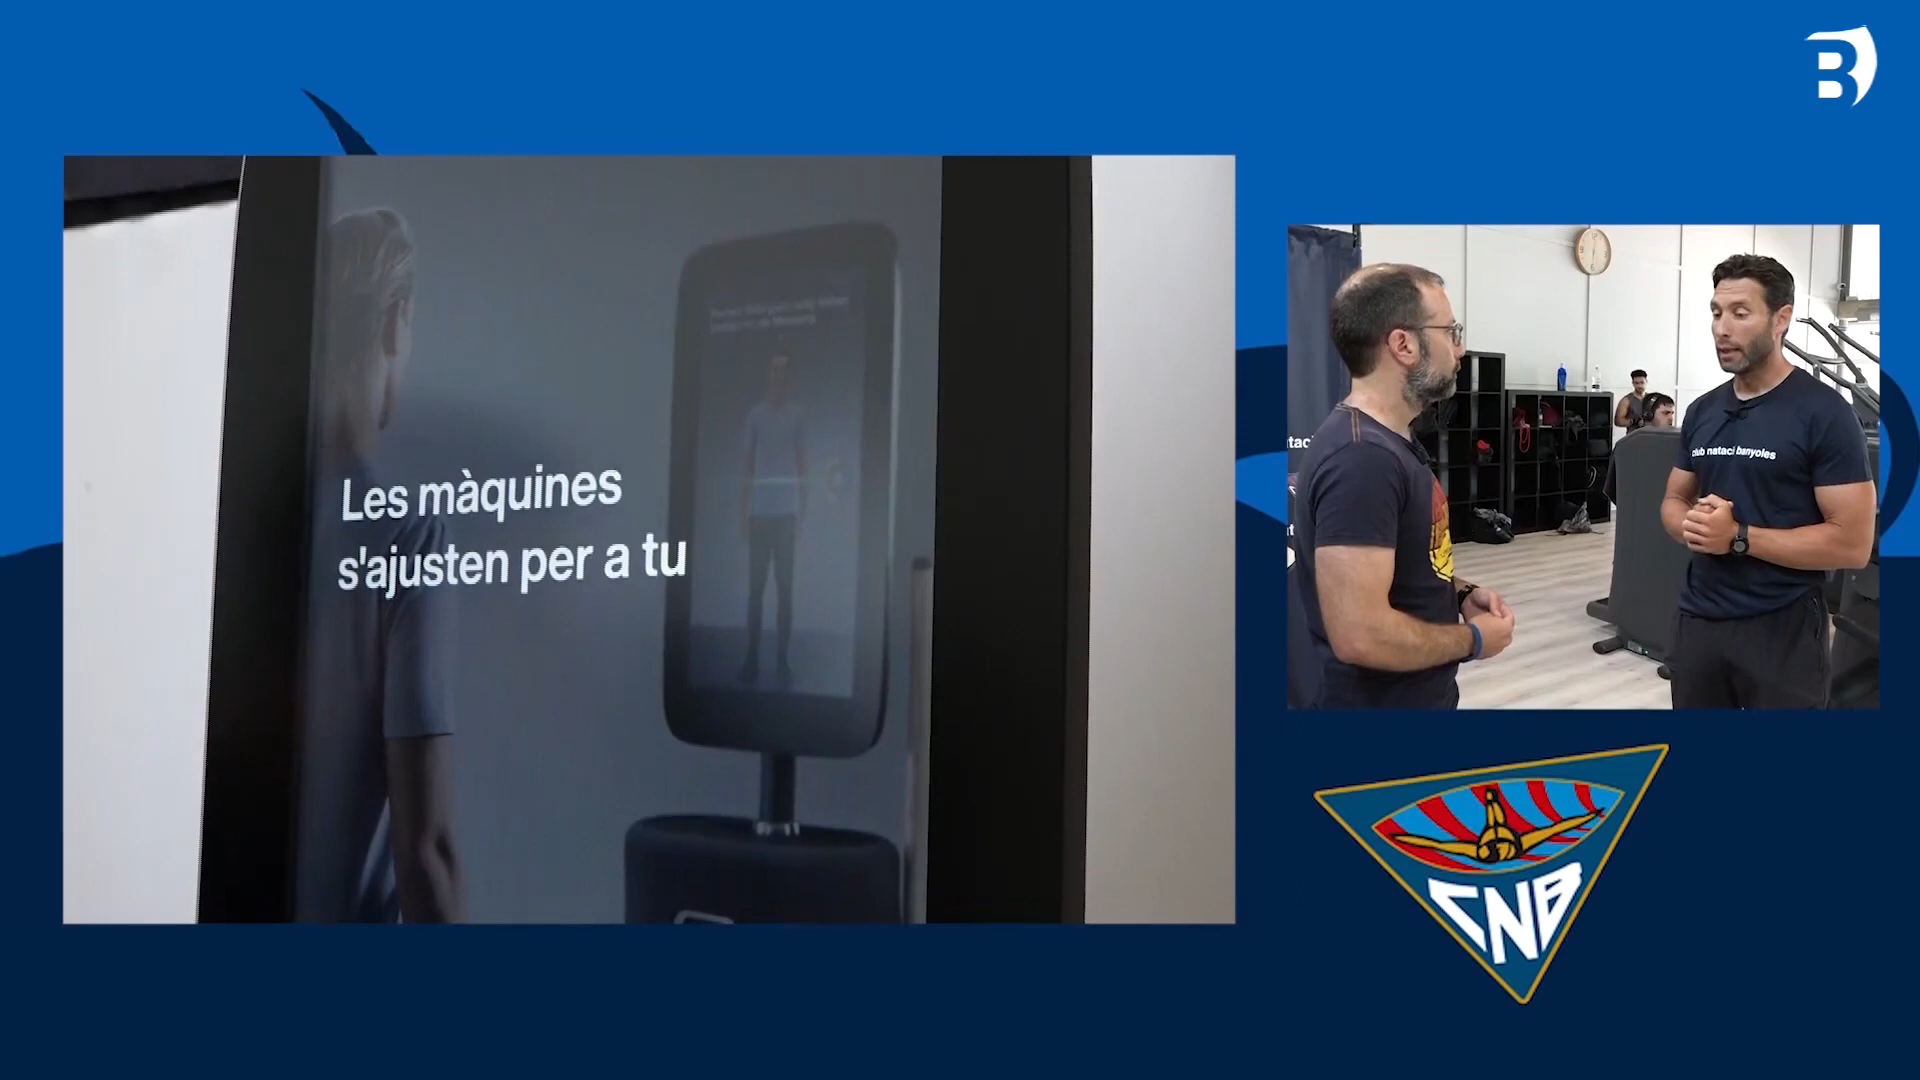 B
Les màquines
s'ajusten per a tu
club natació banyoles
CNB